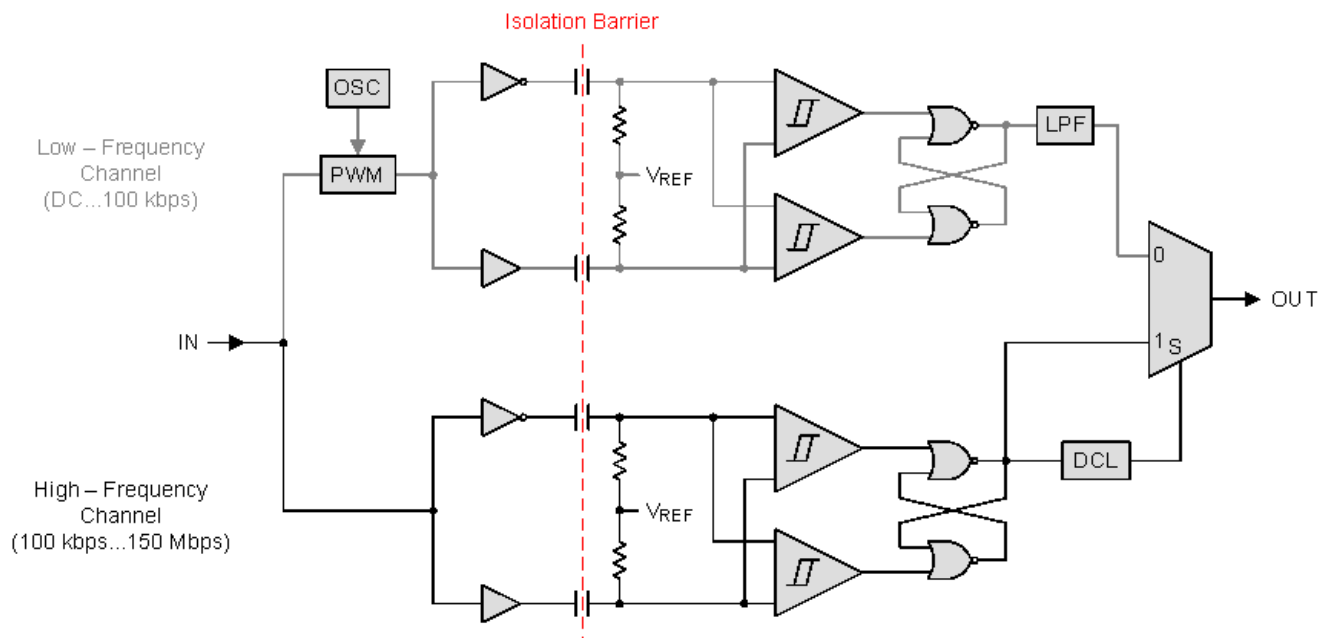 Isolation Barrier
OSC
PWM
Low – Frequency
Channel
(DC...100 kbps)
VREF
LPF
0
1
S
OUT
IN
High – Frequency
Channel
(100 kbps...150 Mbps)
VREF
DCL